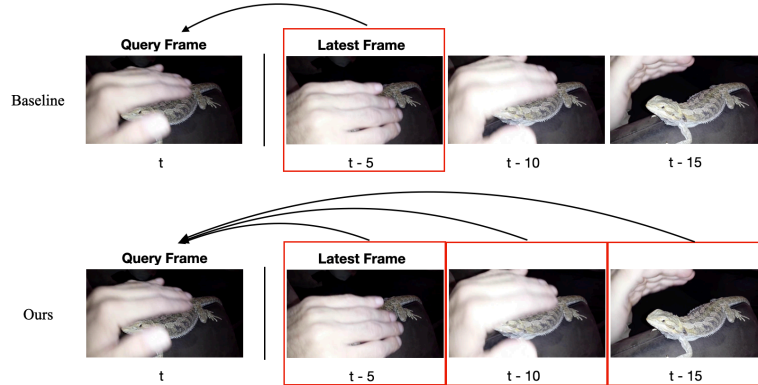 Query Frame
Latest Frame
Baseline
t
t - 5
t - 10
t - 15
Query Frame
Latest Frame
Ours
t
t - 5
t - 10
t - 15